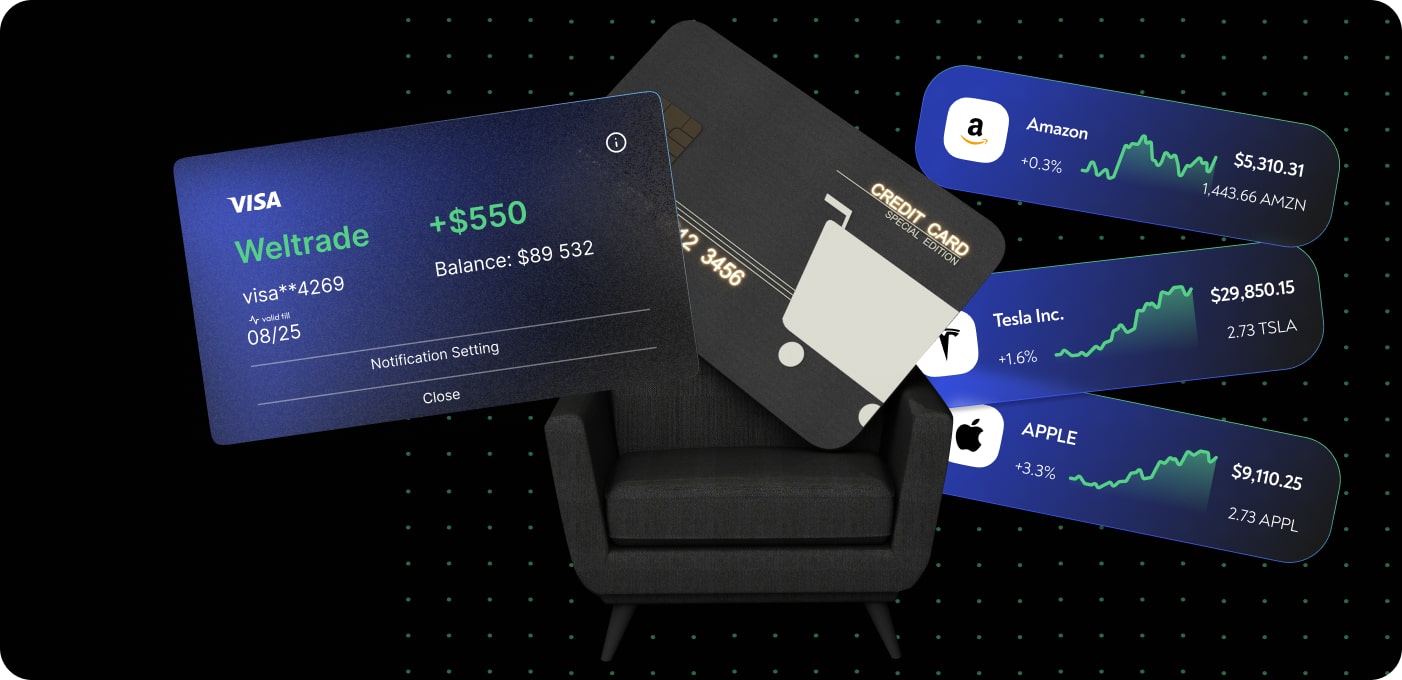 VISA
Weltrade
+$550
visa**4269
Balance: $89 532
valid fill
08/25
Notification Setting
Close
CREDIT CARD
SPECIAL EDITION
12 3456
a
Amazon
+0.3%
$5,310.31
1,443.66 AMZN
Tesla Inc.
+1.6%
$29,850.15
2.73 TSLA
APPLE
+3.3%
$9,110.25
2.73 APPL